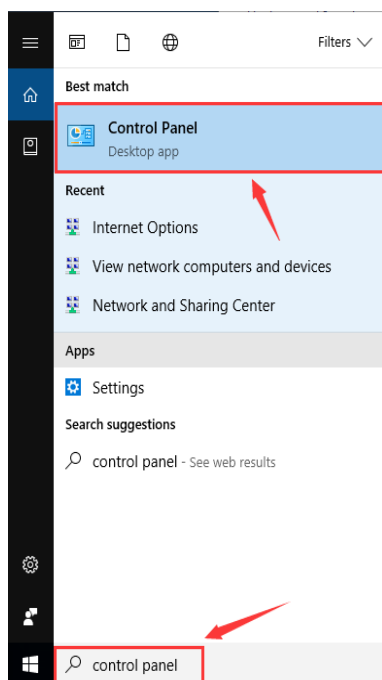 Filters
Best match
Control Panel
Desktop app
Recent
Internet Options
View network computers and devices
Network and Sharing Center
Apps
Settings
Search suggestions
control panel - See web results
control panel